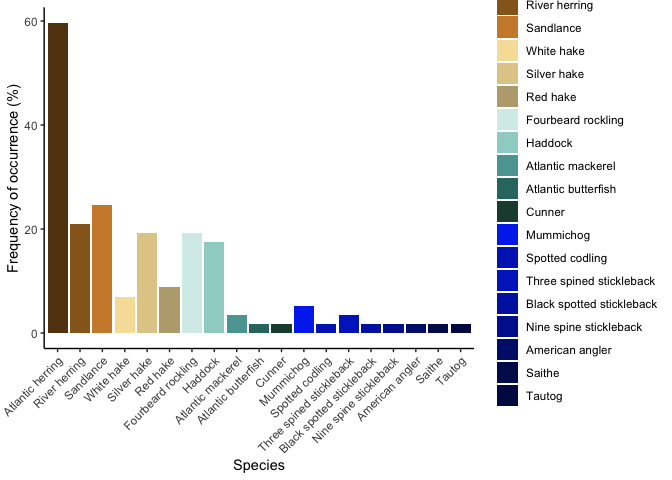 Frequency of occurrence (%)
60
40
20
0
Atlantic herring
River herring
Sandlance
White hake
Silver hake
Red hake
Fourbeard rockling
Haddock
Atlantic mackerel
Atlantic butterfish
Cunner
Mummichog
Spotted codling
Three spined stickleback
Black spotted stickleback
Nine spine stickleback
American angler
Saithe
Tautog
Species
River herring
Sandlance
White hake
Silver hake
Red hake
Fourbeard rockling
Haddock
Atlantic mackerel
Atlantic butterfish
Cunner
Mummichog
Spotted codling
Three spined stickleback
Black spotted stickleback
Nine spine stickleback
American angler
Saithe
Tautog